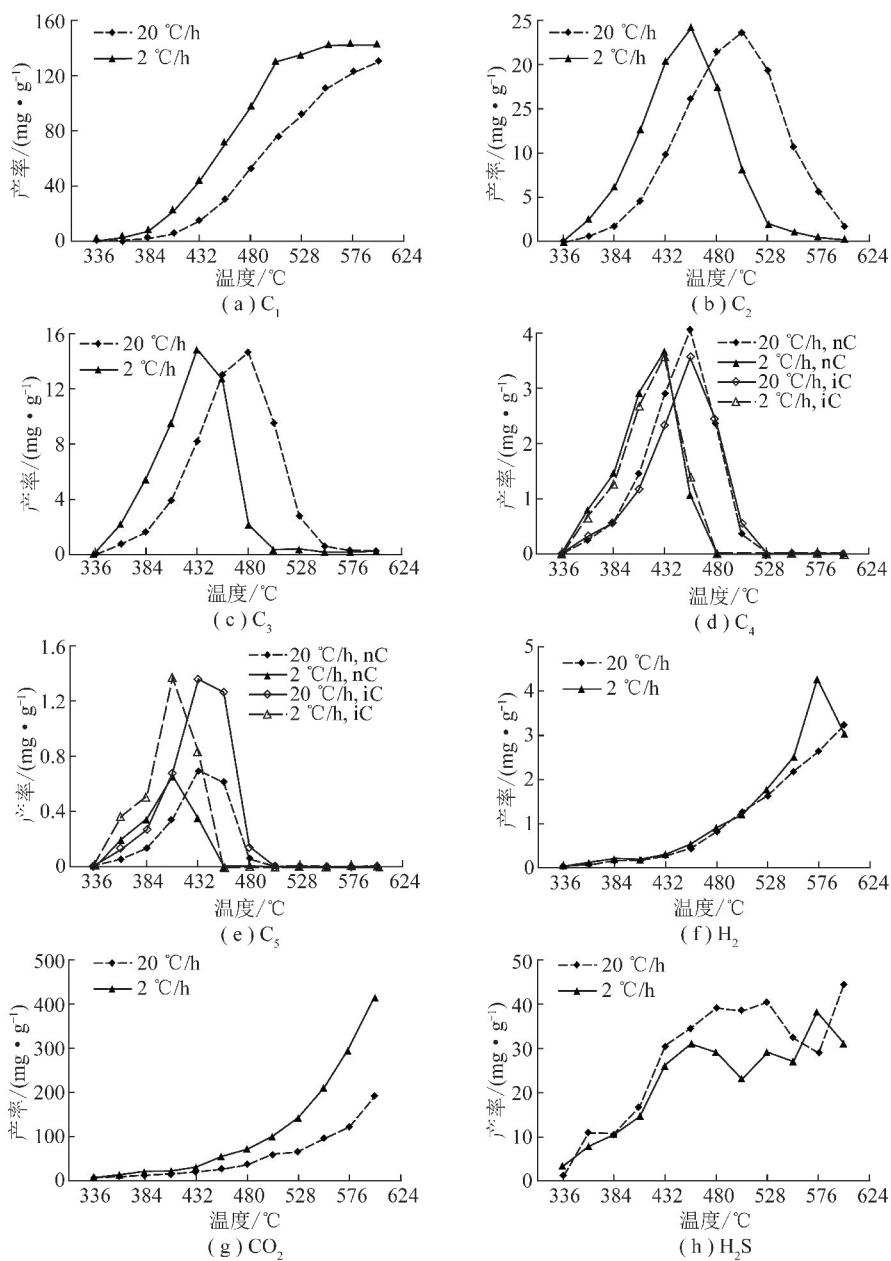 20 ℃/h
2 ℃/h
产率/(mg•g⁻¹)
160
120
80
40
0
336 384 432 480 528 576 624
温度/℃
(a) C₁
20 ℃/h
2 ℃/h
产率/(mg•g⁻¹)
25
20
25
10
5
0
336 384 432 480 528 576 624
温度/℃
(b) C₂
20 ℃/h
2 ℃/h
产率/(mg•g⁻¹)
16
12
8
4
0
336 384 432 480 528 576 624
温度/℃
(c) C₃
20 ℃/h, nC
2 ℃/h, nC
20 ℃/h, iC
2 ℃/h, iC
产率/(mg•g⁻¹)
4
3
2
1
0
336 384 432 480 528 576 624
温度/℃
(d) C₄
20 ℃/h, nC
2 ℃/h, nC
20 ℃/h, iC
2 ℃/h, iC
产率/(mg•g⁻¹)
1.6
1.2
0.8
0.4
0
336 384 432 480 528 576 624
温度/℃
(e) C₅
20 ℃/h
2 ℃/h
产率/(mg•g⁻¹)
5
4
3
2
1
0
336 384 432 480 528 576 624
温度/℃
(f) H₂
20 ℃/h
2 ℃/h
产率/(mg•g⁻¹)
500
400
300
200
100
0
336 384 432 480 528 576 624
温度/℃
(g) CO₂
20 ℃/h
2 ℃/h
产率/(mg•g⁻¹)
50
40
30
20
10
0
336 384 432 480 528 576 624
温度/℃
(h) H₂S